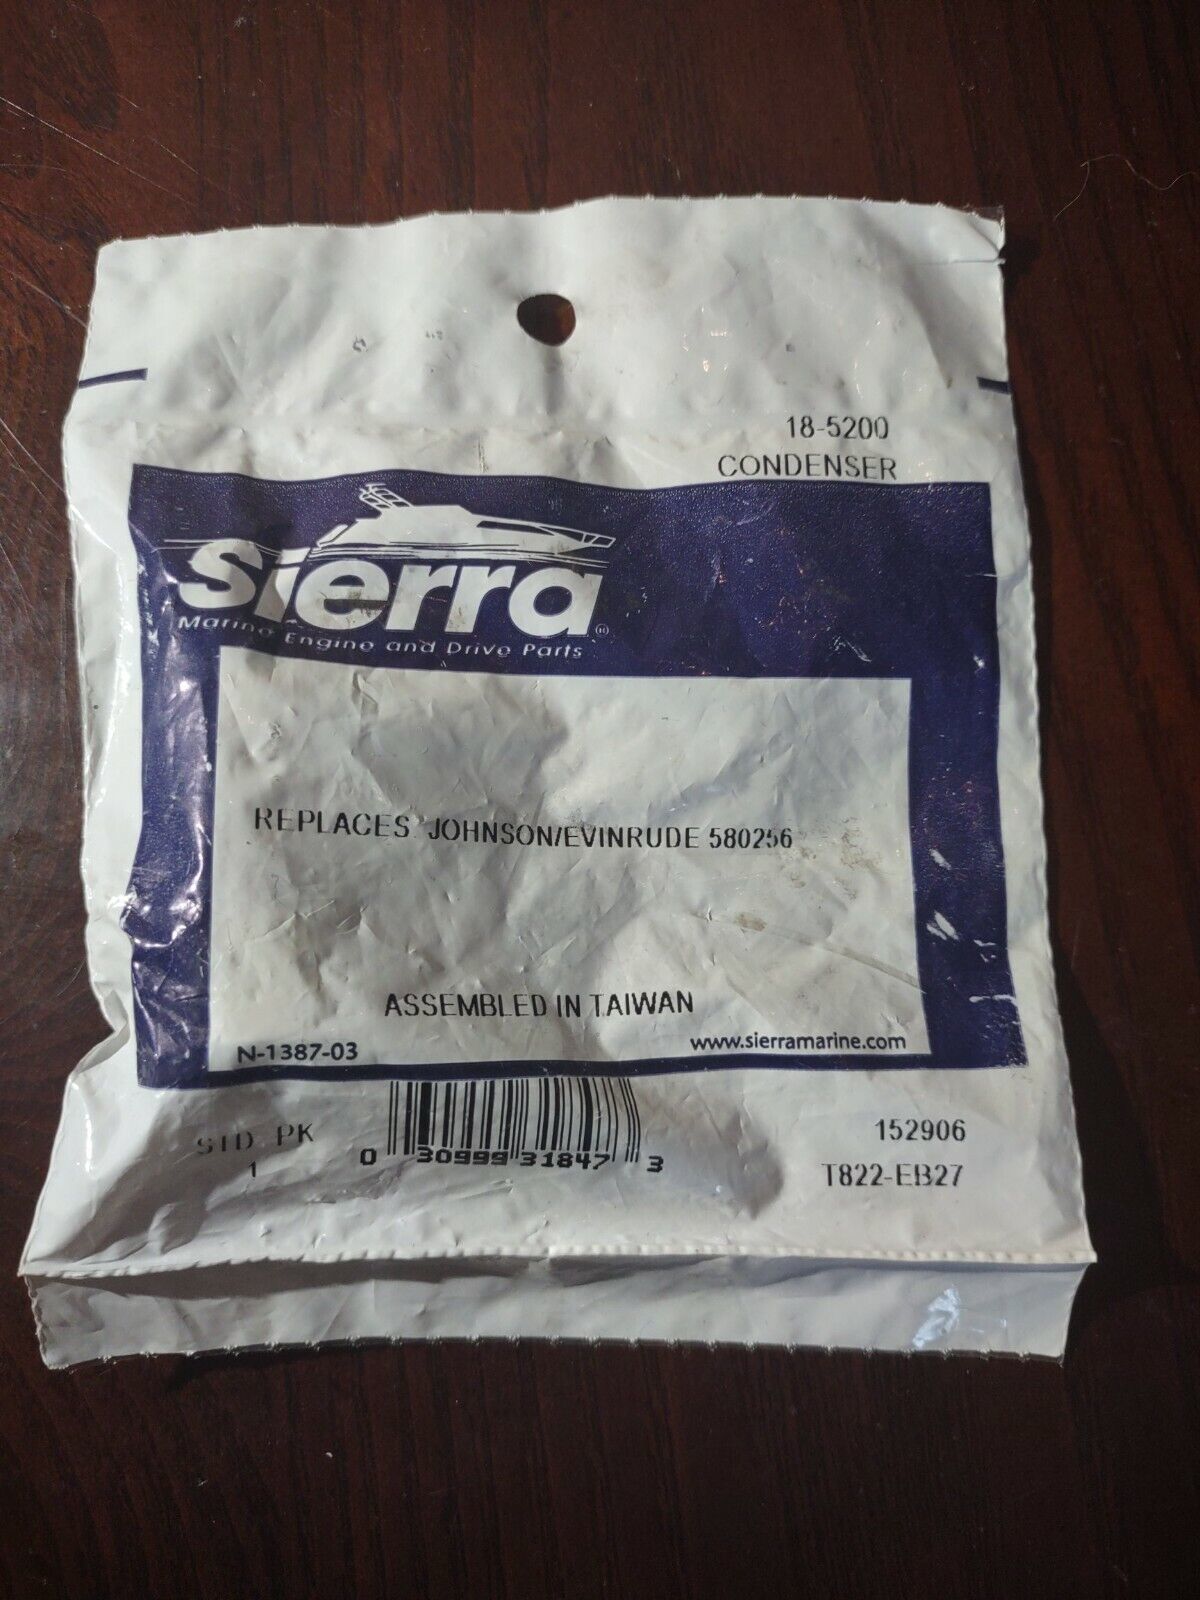 18-5200
CONDENSER
sierra®
Marine Engine and Drive Parts
REPLACES JOHNSON/EVINRUDE 580256
ASSEMBLED IN TAIWAN
N-1387-03
www.sierramarine.com
STD PK
1
0 30999 31847 3
152906
T822-EB27